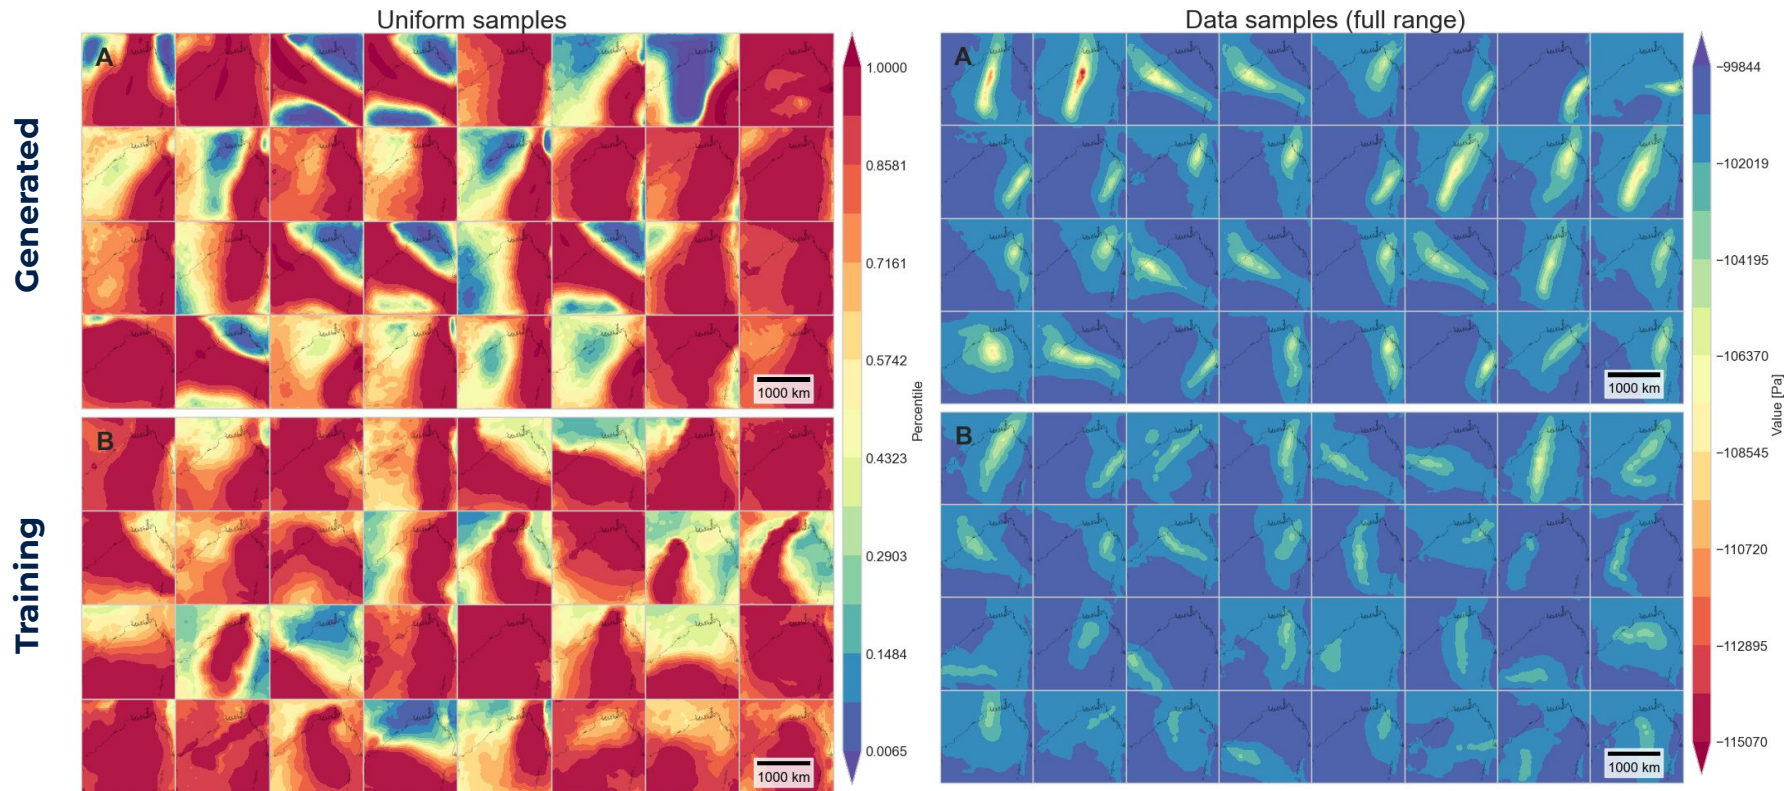 Uniform samples
Data samples (full range)
Generated
Training
A
1000 km
B
1000 km
1.0000
0.8581
0.7161
0.5742
0.4323
0.2903
0.1484
0.0065
Percentile
A
1000 km
B
1000 km
−99844
−102019
−104195
−106370
−108545
−110720
−112895
−115070
Value [Pa]